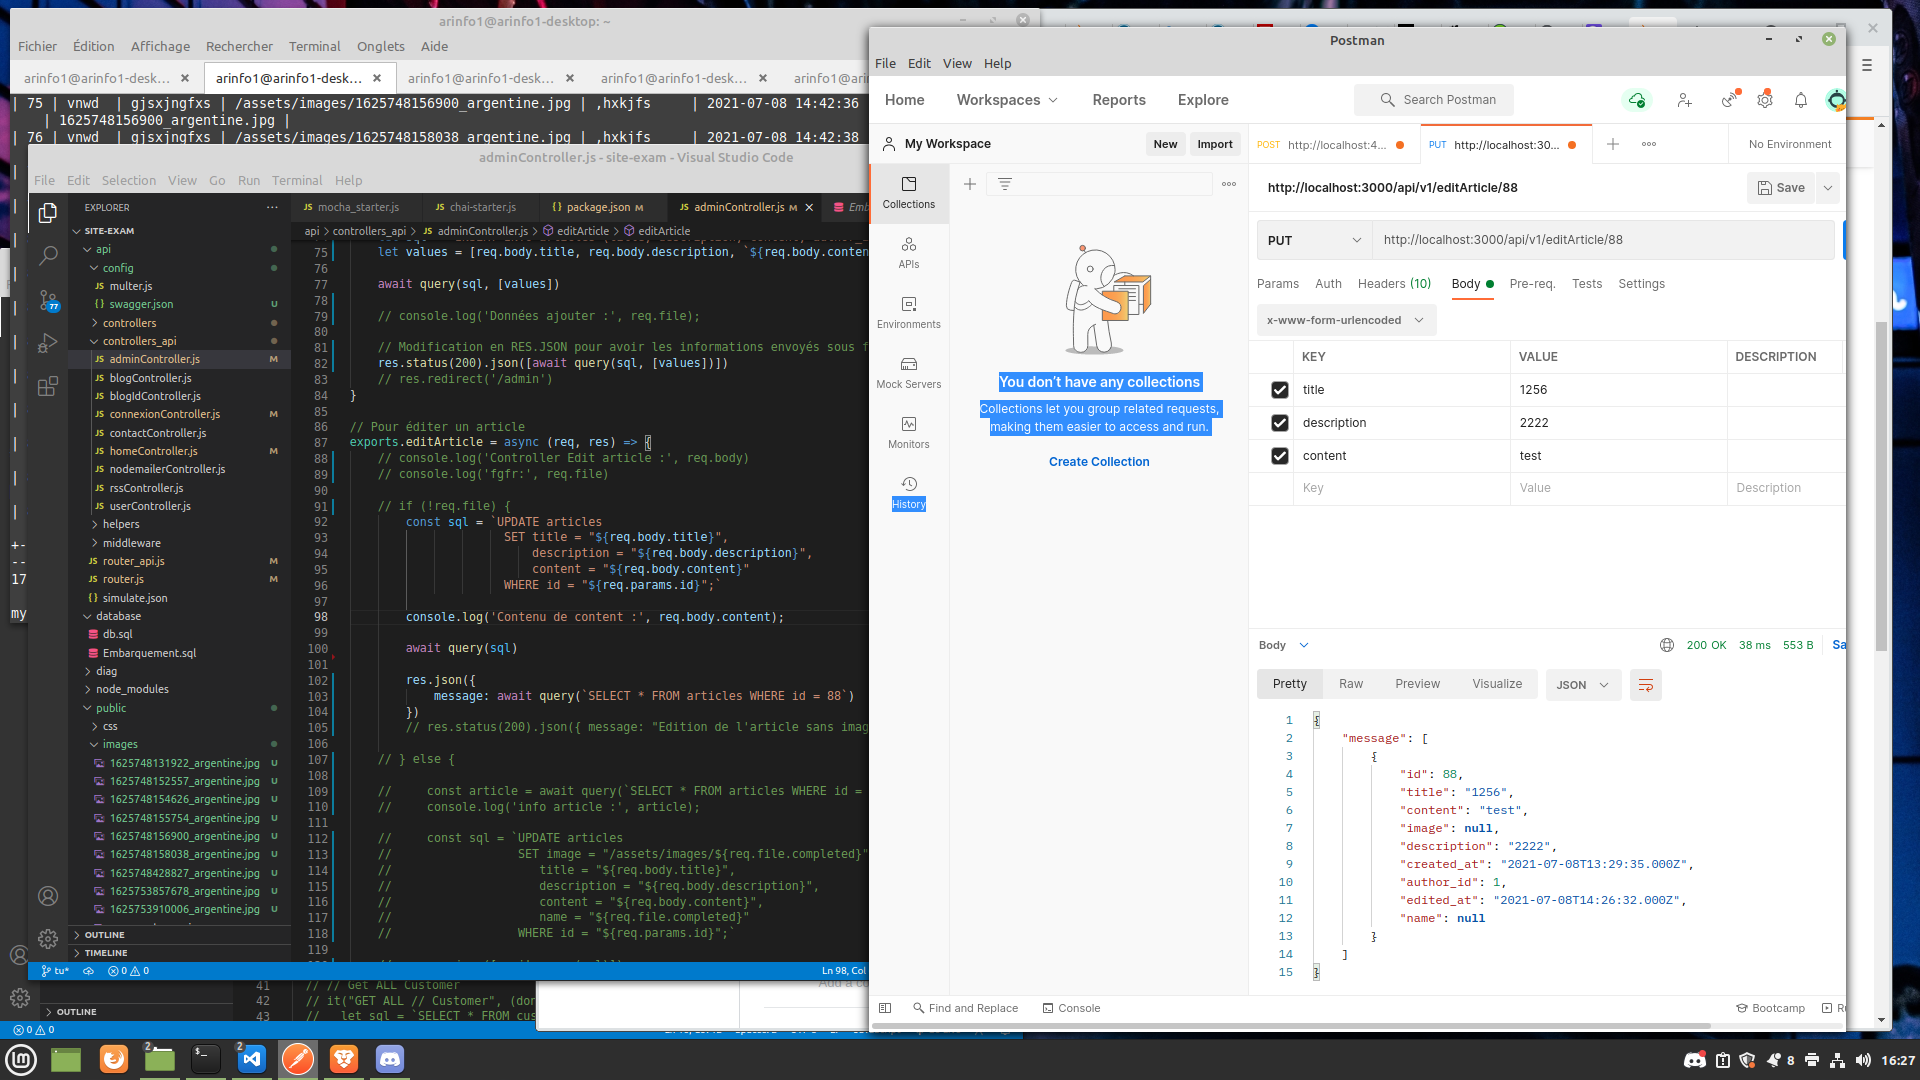 arinfo1@arinfo1-desktop: ~
Fichier Édition Affichage Rechercher Terminal Onglets Aide
arinfo1@arinfo1-desk… × arinfo1@arinfo1-desk… × arinfo1@arinfo1-desk… × arinfo1@arinfo1-desk… ×
| 75 | vnwd | gjsxjngfxs | /assets/images/1625748156900_argentine.jpg | ,hxkjfs | 2021-07-08 14:42:36
| 1625748156900_argentine.jpg |
| 76 | vnwd | gjsxjngfxs | /assets/images/1625748158038_argentine.jpg | ,hxkjfs | 2021-07-08 14:42:38
adminController.js - site-exam - Visual Studio Code
File Edit Selection View Go Run Terminal Help
EXPLORER
SITE-EXAM
api
config
multer.js
{} swagger.json U
controllers
controllers_api
JS adminController.js M
JS blogController.js
JS blogIdController.js
JS connexionController.js M
JS contactController.js
JS homeController.js M
JS nodemailerController.js
JS rssController.js
JS userController.js
helpers
middleware
JS router_api.js M
JS router.js M
{} simulate.json
database
db.sql
Embarquement.sql
diag
node_modules
public
css
images
1625748131922_argentine.jpg U
1625748152557_argentine.jpg U
1625748154626_argentine.jpg U
1625748155754_argentine.jpg U
1625748156900_argentine.jpg U
1625748158038_argentine.jpg U
1625748428827_argentine.jpg U
1625753857678_argentine.jpg U
1625753910006_argentine.jpg U
OUTLINE
TIMELINE
77
JS mocha_starter.js JS chai-starter.js JS package.json M JS adminController.js M ×
api > controllers_api > JS adminController.js > editArticle > editArticle
75 let values = [req.body.title, req.body.description, `${req.body.conten
76
77 await query(sql, [values])
78
79 // console.log('Données ajouter :', req.file);
80
81 // Modification en RES.JSON pour avoir les informations envoyés sous f
82 res.status(200).json([await query(sql, [values])])
83 // res.redirect('/admin')
84 }
85
86 // Pour éditer un article
87 exports.editArticle = async (req, res) => {
88 // console.log('Controller Edit article :', req.body)
89 // console.log('fgfr:', req.file)
90
91 // if (!req.file) {
92 const sql = `UPDATE articles
93 SET title = "${req.body.title}",
94 description = "${req.body.description}",
95 content = "${req.body.content}"
96 WHERE id = "${req.params.id}";`
97
98 console.log('Contenu de content :', req.body.content);
99
100 await query(sql)
101
102 res.json({
103 message: await query(`SELECT * FROM articles WHERE id = 88`)
104 })
105 // res.status(200).json({ message: "Edition de l'article sans imag
106
107 // } else {
108
109 // const article = await query(`SELECT * FROM articles WHERE id =
110 // console.log('info article :', article);
111
112 // const sql = `UPDATE articles
113 // SET image = "/assets/images/${req.file.completed}"
114 // title = "${req.body.title}",
115 // description = "${req.body.description}",
116 // content = "${req.body.content}",
117 // name = "${req.file.completed}"
118 // WHERE id = "${req.params.id}";`
119
tu* 0 0 Ln 98, Col
41 // // Get ALL Customer
42 // it("GET ALL // Customer", (don
43 // let sql = `SELECT * FROM cus
OUTLINE
0 0
Postman
File Edit View Help
Home Workspaces Reports Explore Search Postman
My Workspace New Import
Collections
APIs
Environments
Mock Servers
Monitors
History
You don't have any collections
Collections let you group related requests,
making them easier to access and run.
Create Collection
POST http://localhost:4... PUT http://localhost:30... No Environment
http://localhost:3000/api/v1/editArticle/88 Save
PUT http://localhost:3000/api/v1/editArticle/88
Params Auth Headers (10) Body Pre-req. Tests Settings
x-www-form-urlencoded
KEY VALUE DESCRIPTION
title 1256
description 2222
content test
Key Value Description
Body 200 OK 38 ms 553 B Sa
Pretty Raw Preview Visualize JSON
1 {
2 "message": [
3 {
4 "id": 88,
5 "title": "1256",
6 "content": "test",
7 "image": null,
8 "description": "2222",
9 "created_at": "2021-07-08T13:29:35.000Z",
10 "author_id": 1,
11 "edited_at": "2021-07-08T14:26:32.000Z",
12 "name": null
13 }
14 ]
15 }
Find and Replace Console Bootcamp
2 2 8 16:27